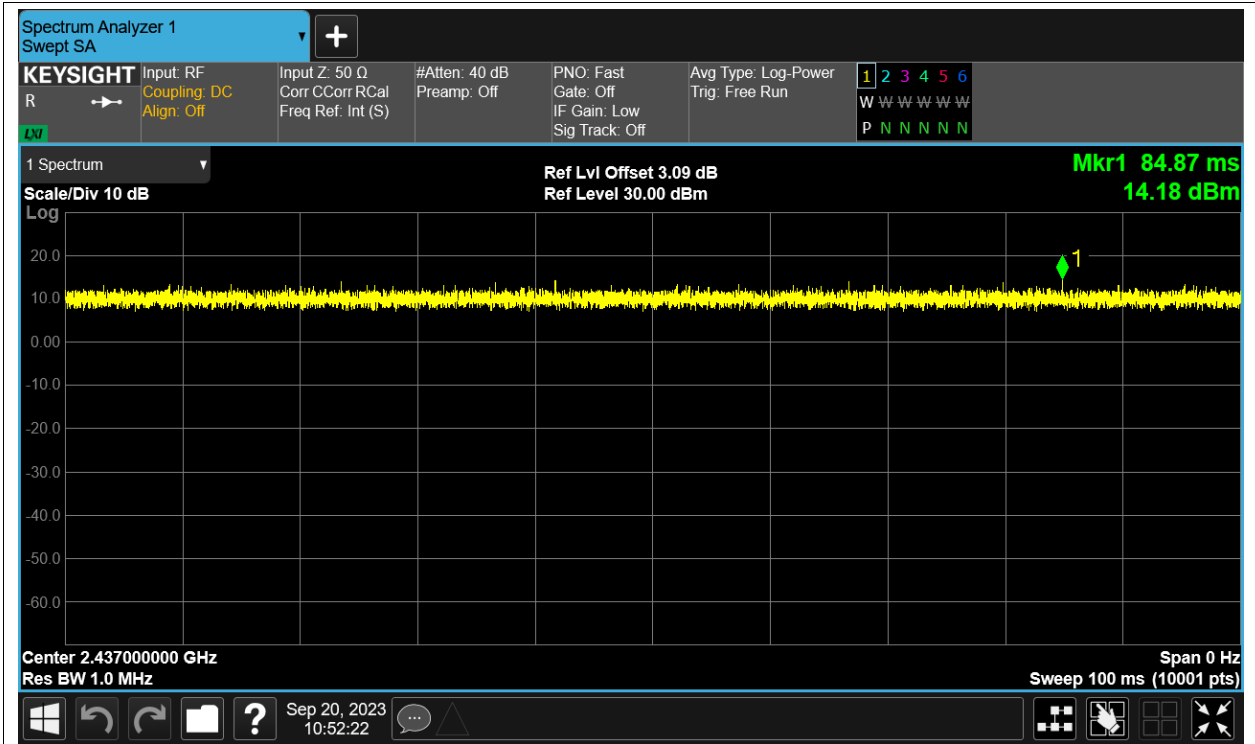 Spectrum Analyzer 1
Swept SA
+
KEYSIGHT
R
LXI
Input: RF
Coupling: DC
Align: Off
Input Z: 50 Ω
Corr CCorr RCal
Freq Ref: Int (S)
#Atten: 40 dB
Preamp: Off
PNO: Fast
Gate: Off
IF Gain: Low
Sig Track: Off
Avg Type: Log-Power
Trig: Free Run
1 2 3 4 5 6
W W W W W W
P N N N N N
1 Spectrum
Scale/Div 10 dB
Ref Lvl Offset 3.09 dB
Ref Level 30.00 dBm
Mkr1 84.87 ms
14.18 dBm
Log
20.0
10.0
0.00
-10.0
-20.0
-30.0
-40.0
-50.0
-60.0
1
Center 2.437000000 GHz
Res BW 1.0 MHz
Span 0 Hz
Sweep 100 ms (10001 pts)
?
Sep 20, 2023
10:52:22